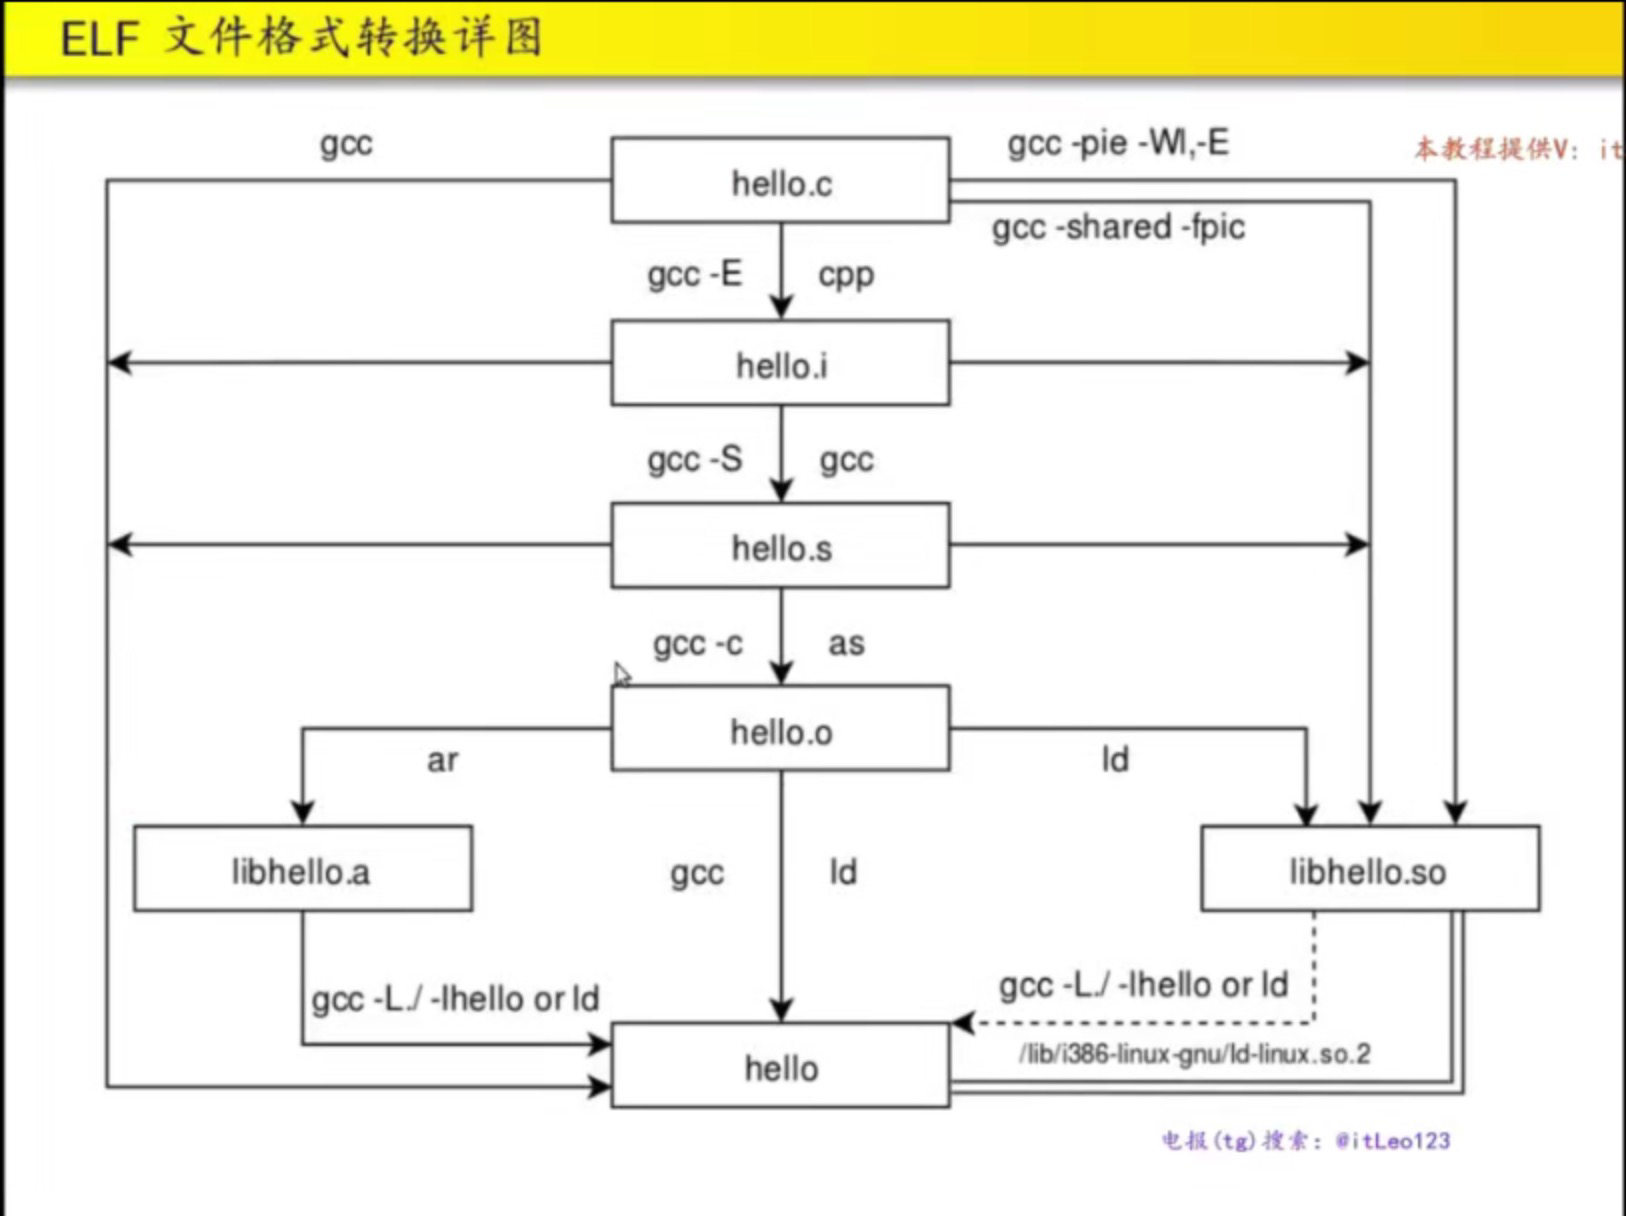 ELF 文件格式转换详图
gcc
gcc -pie -Wl,-E
本教程提供V: it
hello.c
gcc -shared -fpic
gcc -E
cpp
hello.i
gcc -S
gcc
hello.s
gcc -c
as
hello.o
ar
ld
libhello.a
gcc
ld
libhello.so
gcc -L./ -lhello or ld
gcc -L./ -lhello or ld
/lib/i386-linux-gnu/ld-linux.so.2
hello
电报(tg)搜索: @itLeo123